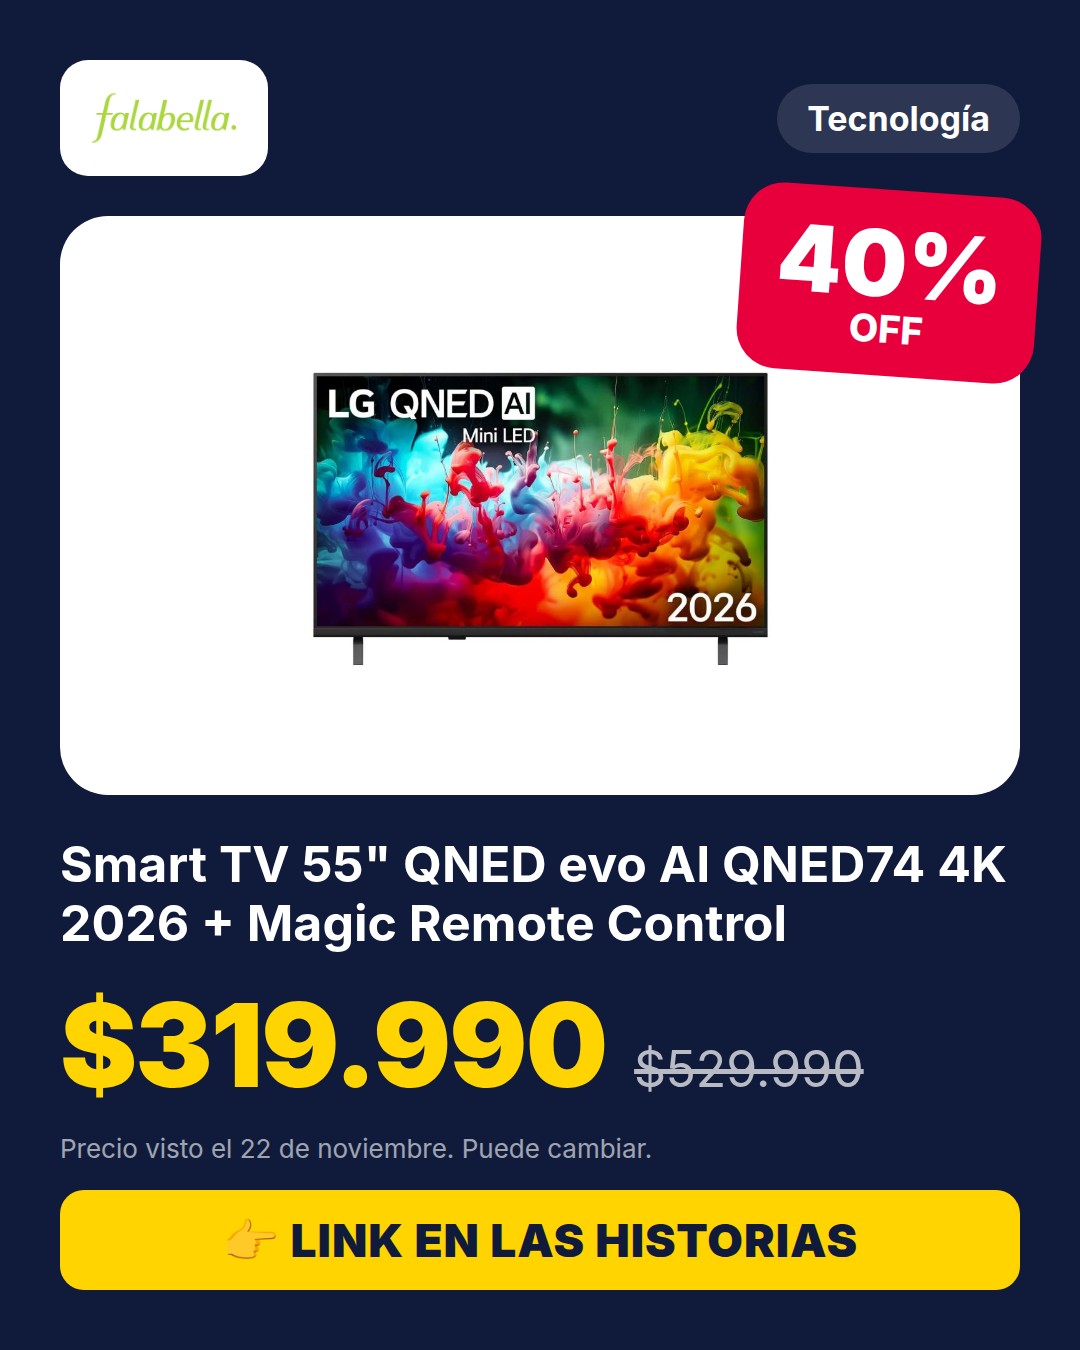 falabella.
Tecnología
40%
OFF
LG QNED AI
Mini LED
2026
Smart TV 55" QNED evo AI QNED74 4K
2026 + Magic Remote Control
$319.990 $529.990
Precio visto el 22 de noviembre. Puede cambiar.
👉 LINK EN LAS HISTORIAS